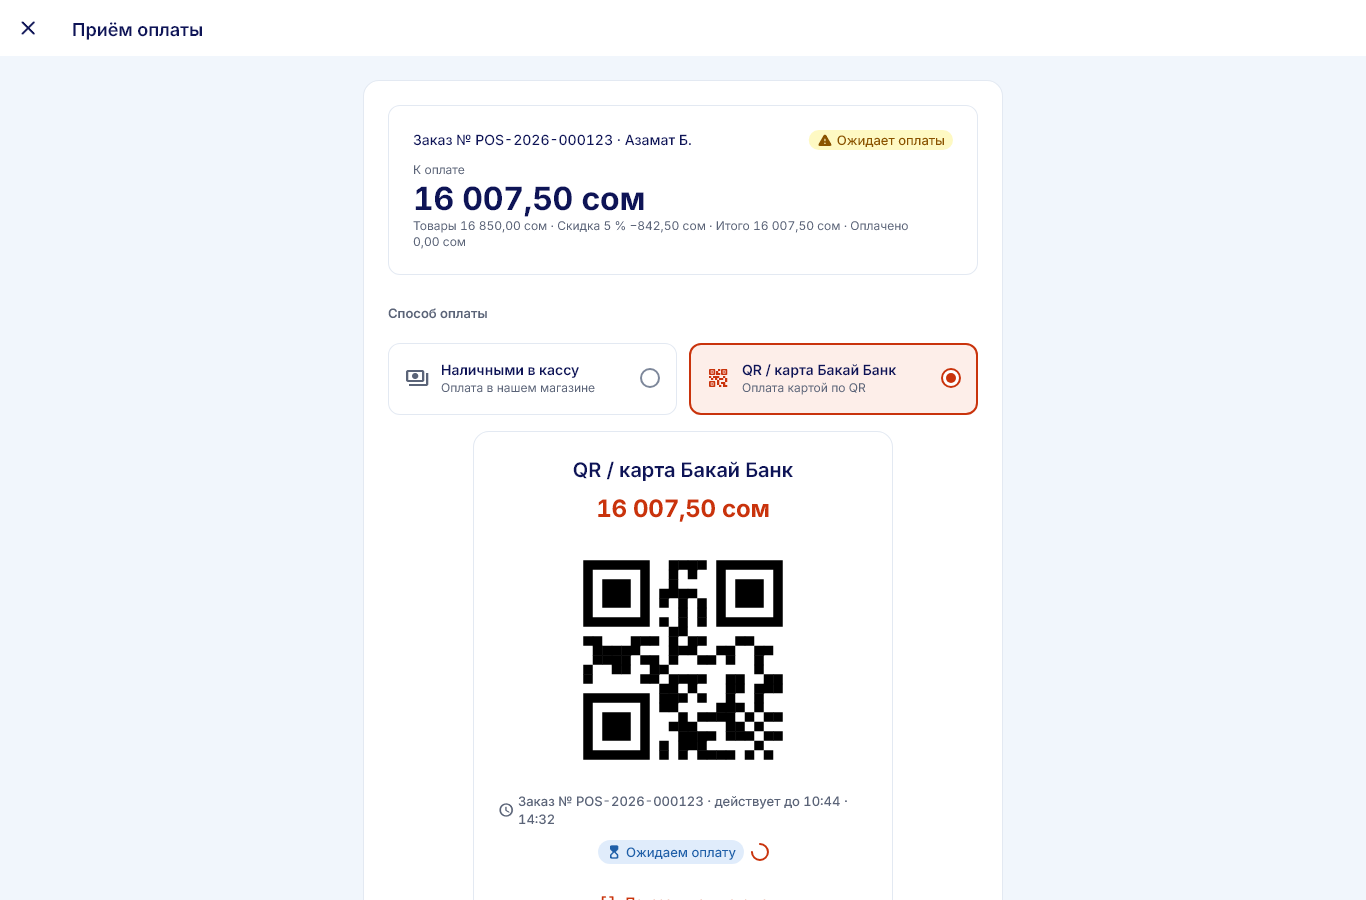 Приём оплаты
Заказ № POS-2026-000123 · Азамат Б.
Ожидает оплаты
К оплате
16 007,50 сом
Товары 16 850,00 сом · Скидка 5 % −842,50 сом · Итого 16 007,50 сом · Оплачено
0,00 сом
Способ оплаты
Наличными в кассу
Оплата в нашем магазине
QR / карта Бакай Банк
Оплата картой по QR
QR / карта Бакай Банк
16 007,50 сом
Заказ № POS-2026-000123 · действует до 10:44 ·
14:32
Ожидаем оплату